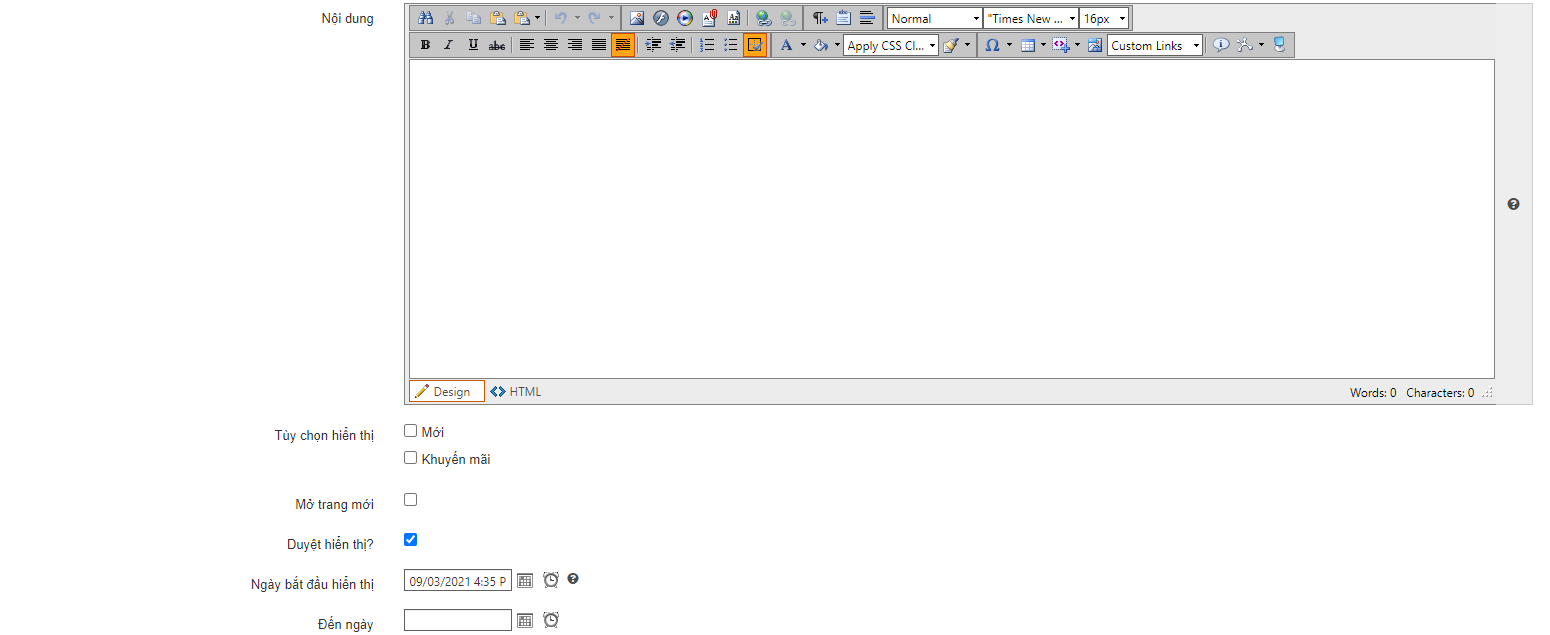 Nội dung
Normal "Times New ... 16px
B I U abc A Apply CSS Cl... Ω Custom Links
Design HTML Words: 0 Characters: 0
Tùy chọn hiển thị Mới
Khuyến mãi
Mở trang mới
Duyệt hiển thị?
Ngày bắt đầu hiển thị 09/03/2021 4:35 P
Đến ngày